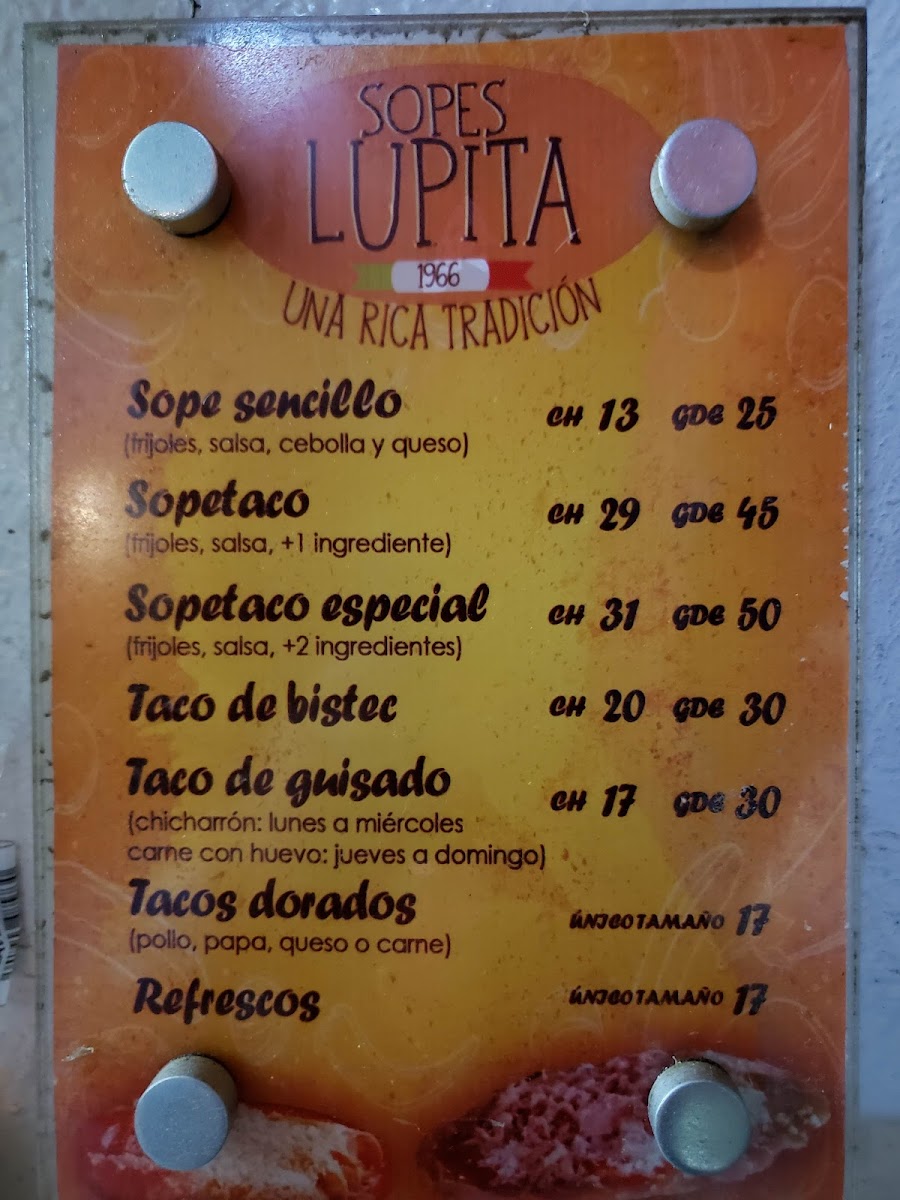 SOPES
LUPITA
1966
UNA RICA TRADICIÓN
Sope sencillo CH 13 GDE 25
(frijoles, salsa, cebolla y queso)
Sopetaco CH 29 GDE 45
(frijoles, salsa, +1 ingrediente)
Sopetaco especial CH 31 GDE 50
(frijoles, salsa, +2 ingredientes)
Taco de bistec CH 20 GDE 30
Taco de guisado CH 17 GDE 30
(chicharrón: lunes a miércoles
carne con huevo: jueves a domingo)
Tacos dorados ÚNICO TAMAÑO 17
(pollo, papa, queso o carne)
Refrescos ÚNICO TAMAÑO 17